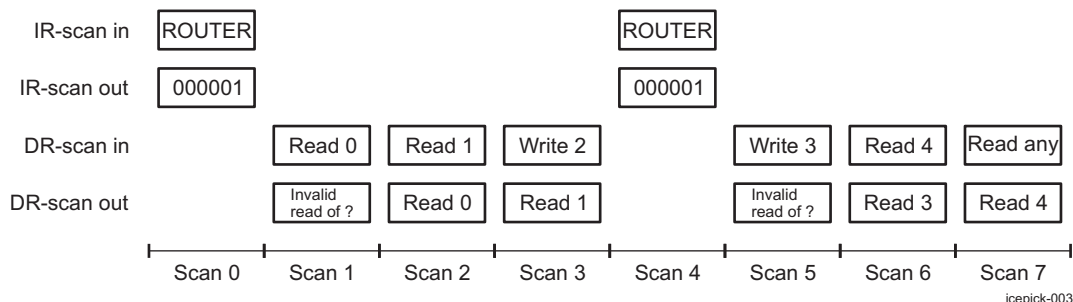 IR-scan in ROUTER ROUTER
IR-scan out 000001 000001
DR-scan in Read 0 Read 1 Write 2 Write 3 Read 4 Read any
DR-scan out Invalid read of ? Read 0 Read 1 Invalid read of ? Read 3 Read 4
Scan 0 Scan 1 Scan 2 Scan 3 Scan 4 Scan 5 Scan 6 Scan 7
icepick-003